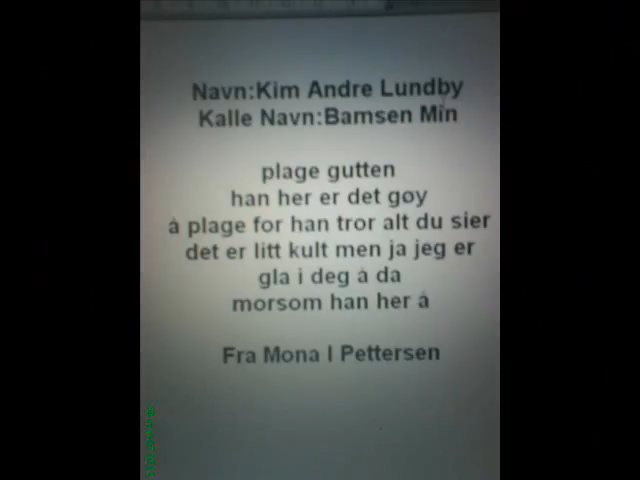 Navn:Kim Andre Lundby
Kalle Navn:Bamsen Min
plage gutten
han her er det gøy
å plage for han tror alt du sier
det er litt kult men ja jeg er
gla i deg å da
morsom han her å
Fra Mona I Pettersen